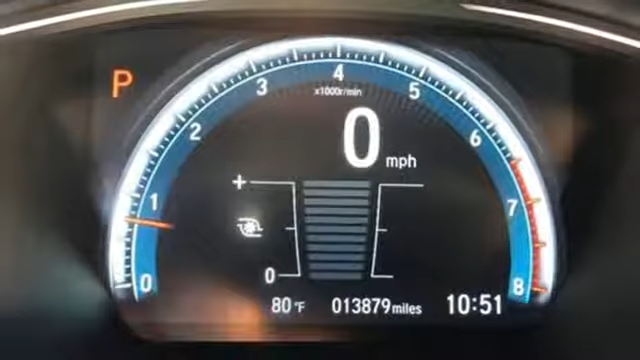 P
0 1 2 3 4 5 6 7 8
x1000r/min
0 mph
+
0
80°F 013879 miles 10:51